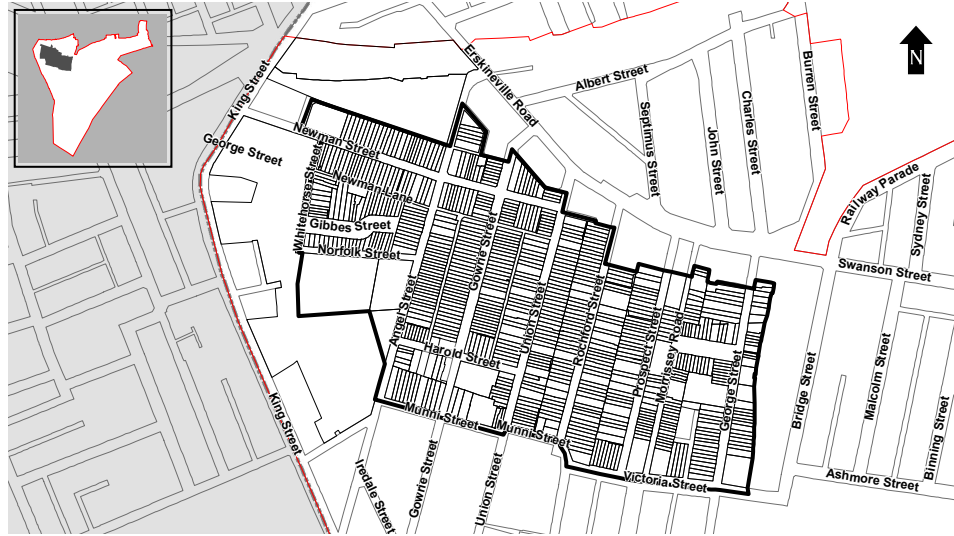 King Street
Erskineville Road
Albert Street
Burren Street
N
Septimus Street
Charles Street
John Street
George Street
Newman Street
Whitehorse Street
Newman Lane
Gibbes Street
Norfolk Street
Railway Parade
Sydney Street
Swanson Street
Gowrie Street
Angel Street
Union Street
Rochford Street
Prospect Street
Morrissey Road
George Street
Harold Street
Bridge Street
Malcolm Street
Binning Street
King Street
Munni Street
Munni Street
Iredale Street
Gowrie Street
Union Street
Victoria Street
Ashmore Street